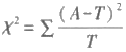 χ² = Σ (A−T)² / T